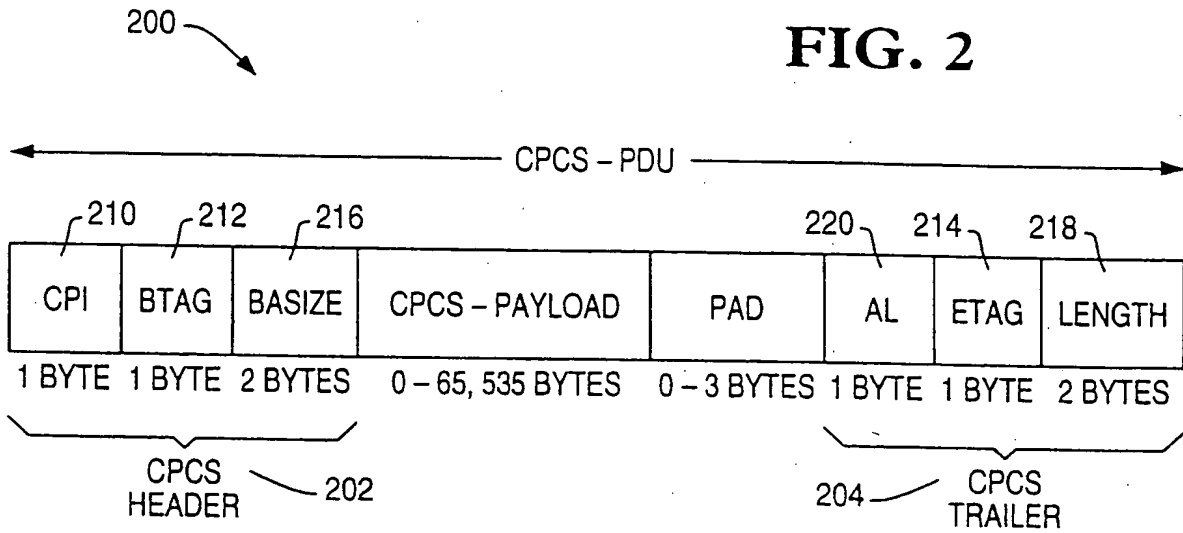 200
FIG. 2
CPCS – PDU
210 212 216 220 214 218
CPI BTAG BASIZE CPCS – PAYLOAD PAD AL ETAG LENGTH
1 BYTE 1 BYTE 2 BYTES 0 – 65, 535 BYTES 0 – 3 BYTES 1 BYTE 1 BYTE 2 BYTES
CPCS
HEADER
202
204
CPCS
TRAILER